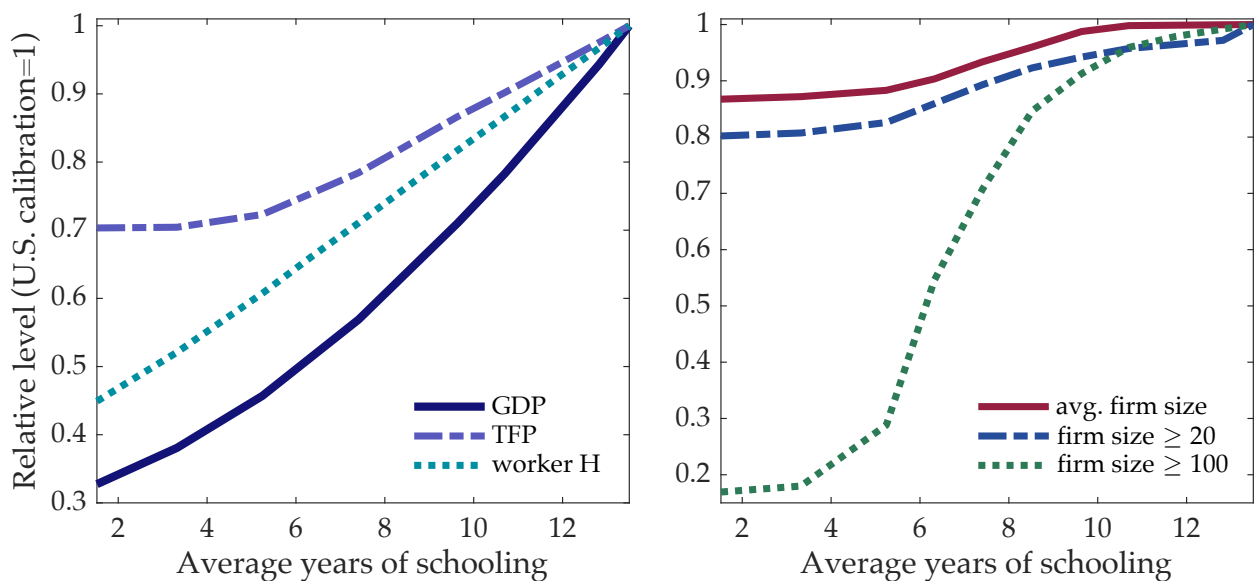 Relative level (U.S. calibration=1)
1
0.9
0.8
0.7
0.6
0.5
0.4
0.3
2 4 6 8 10 12
Average years of schooling
GDP
TFP
worker H
1
0.9
0.8
0.7
0.6
0.5
0.4
0.3
0.2
2 4 6 8 10 12
Average years of schooling
avg. firm size
firm size ≥ 20
firm size ≥ 100